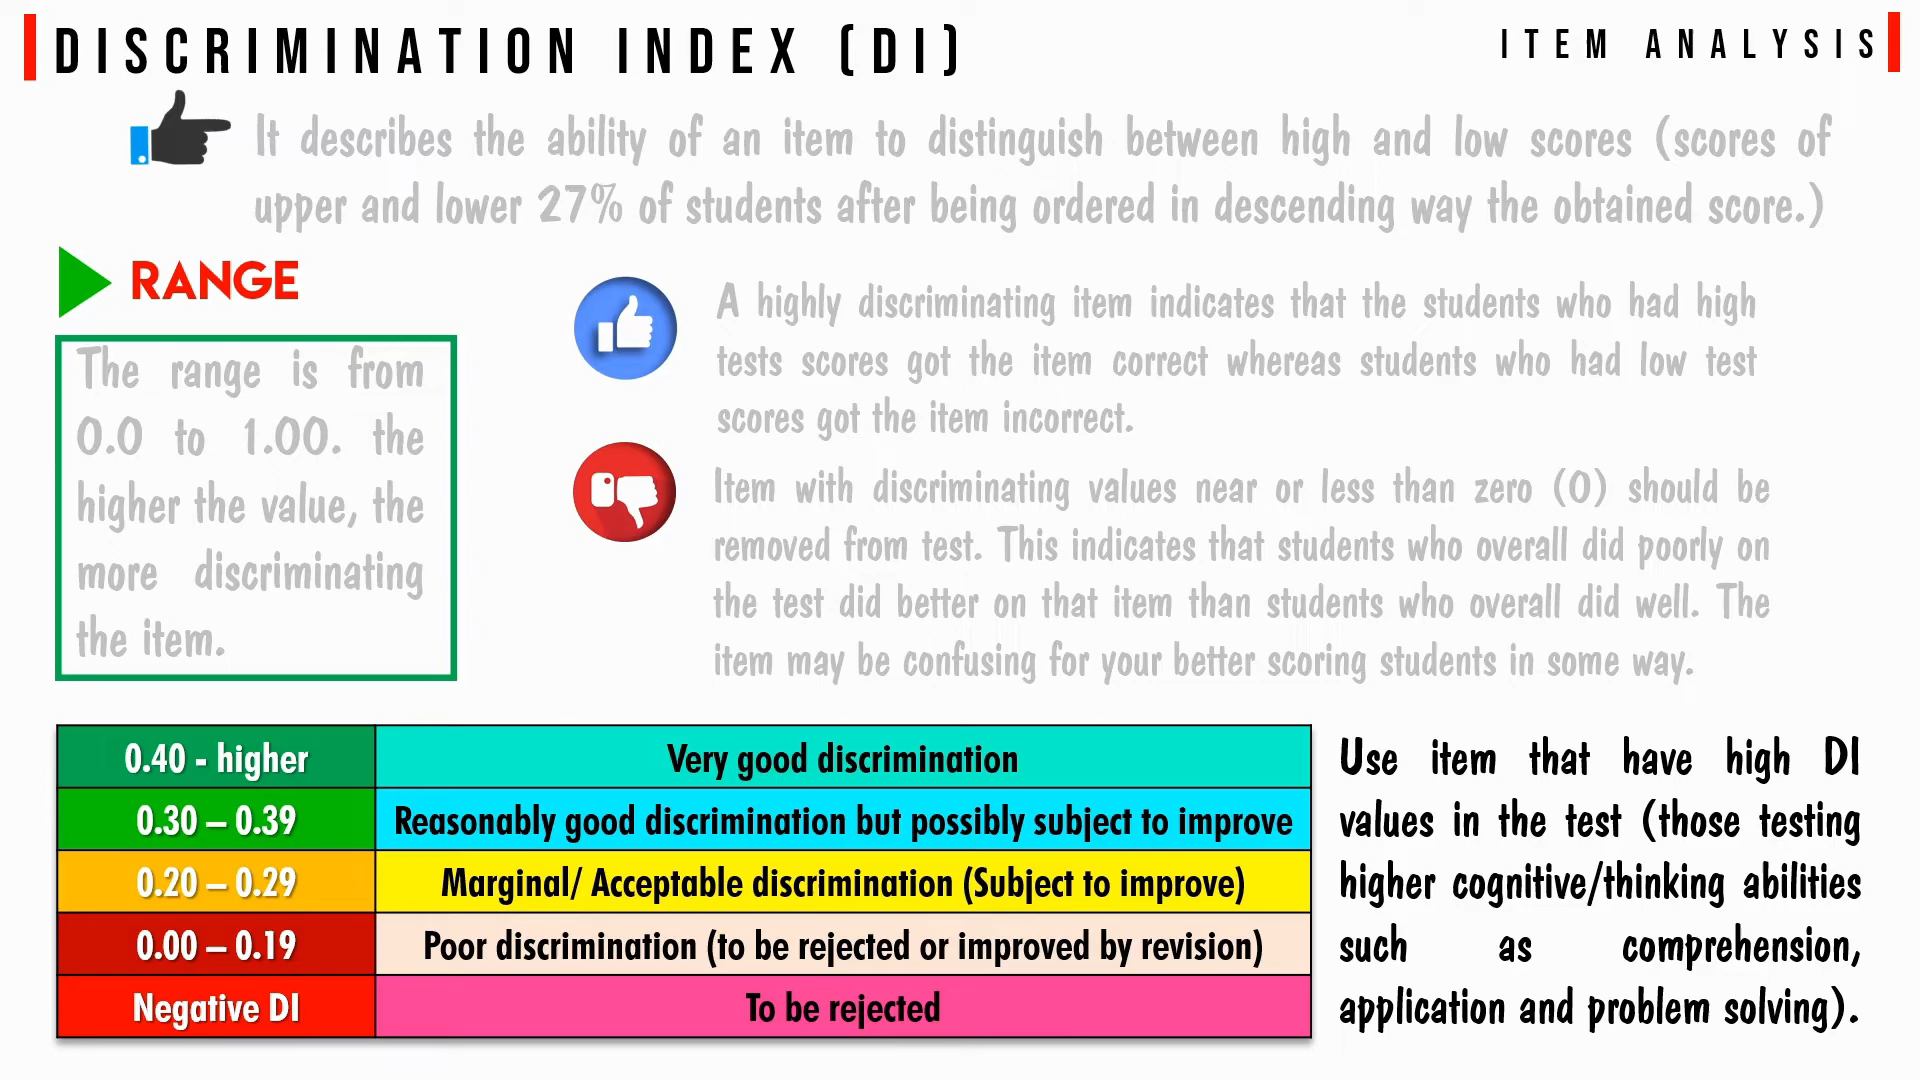 DISCRIMINATION INDEX (DI)
ITEM ANALYSIS
It describes the ability of an item to distinguish between high and low scores (scores of
upper and lower 27% of students after being ordered in descending way the obtained score.)
RANGE
The range is from
0.0 to 1.00. the
higher the value, the
more discriminating
the item.
A highly discriminating item indicates that the students who had high
tests scores got the item correct whereas students who had low test
scores got the item incorrect.
Item with discriminating values near or less than zero (0) should be
removed from test. This indicates that students who overall did poorly on
the test did better on that item than students who overall did well. The
item may be confusing for your better scoring students in some way.
0.40 - higher Very good discrimination
0.30 – 0.39 Reasonably good discrimination but possibly subject to improve
0.20 – 0.29 Marginal/ Acceptable discrimination (Subject to improve)
0.00 – 0.19 Poor discrimination (to be rejected or improved by revision)
Negative DI To be rejected
Use item that have high DI
values in the test (those testing
higher cognitive/thinking abilities
such as comprehension,
application and problem solving).